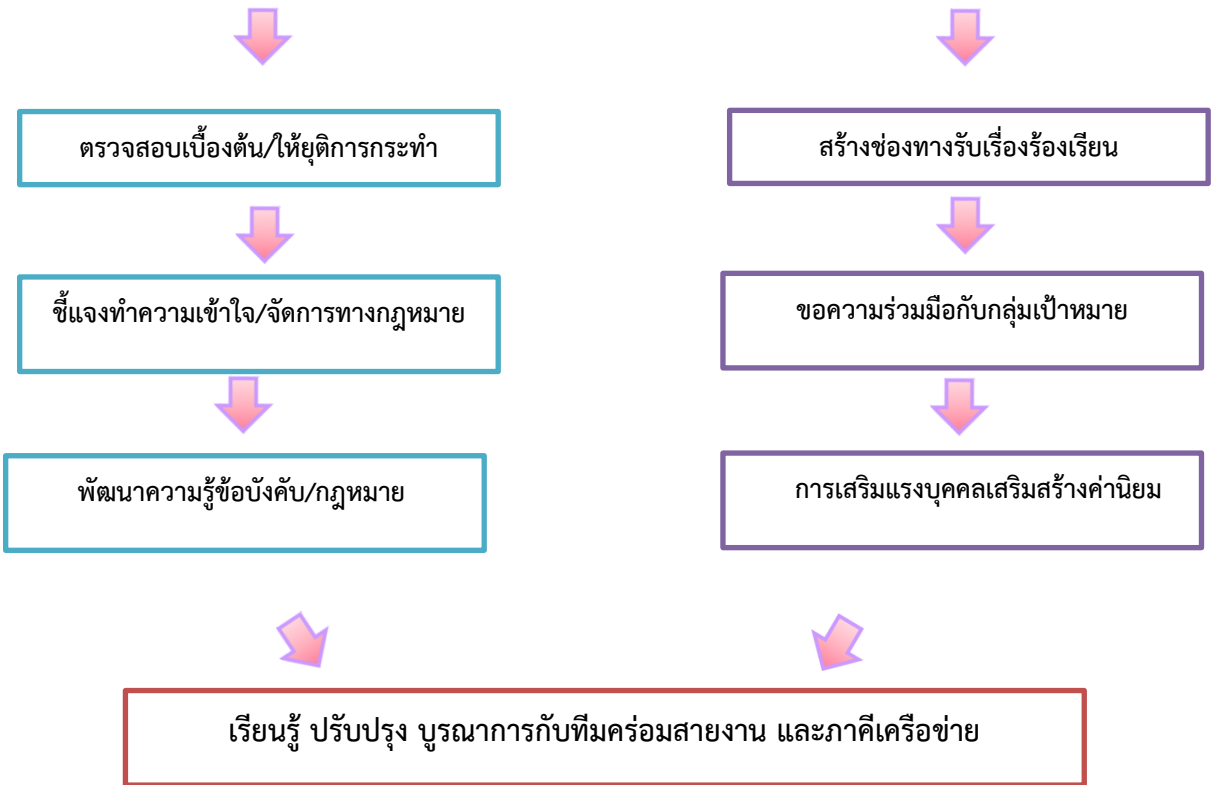 ตรวจสอบเบื้องต้น/ให้ยุติการกระทำ
สร้างช่องทางรับเรื่องร้องเรียน
ชี้แจงทำความเข้าใจ/จัดการทางกฎหมาย
ขอความร่วมมือกับกลุ่มเป้าหมาย
พัฒนาความรู้ข้อบังคับ/กฎหมาย
การเสริมแรงบุคคลเสริมสร้างค่านิยม
เรียนรู้ ปรับปรุง บูรณาการกับทีมคร่อมสายงาน และภาคีเครือข่าย